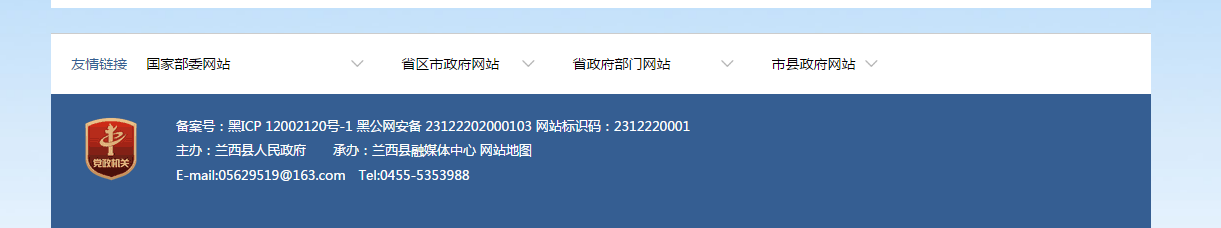 友情链接 国家部委网站 省区市政府网站 省政府部门网站 市县政府网站
党政机关
备案号：黑ICP 12002120号-1 黑公网安备 23122202000103 网站标识码：2312220001
主办：兰西县人民政府 承办：兰西县融媒体中心 网站地图
E-mail:05629519@163.com Tel:0455-5353988